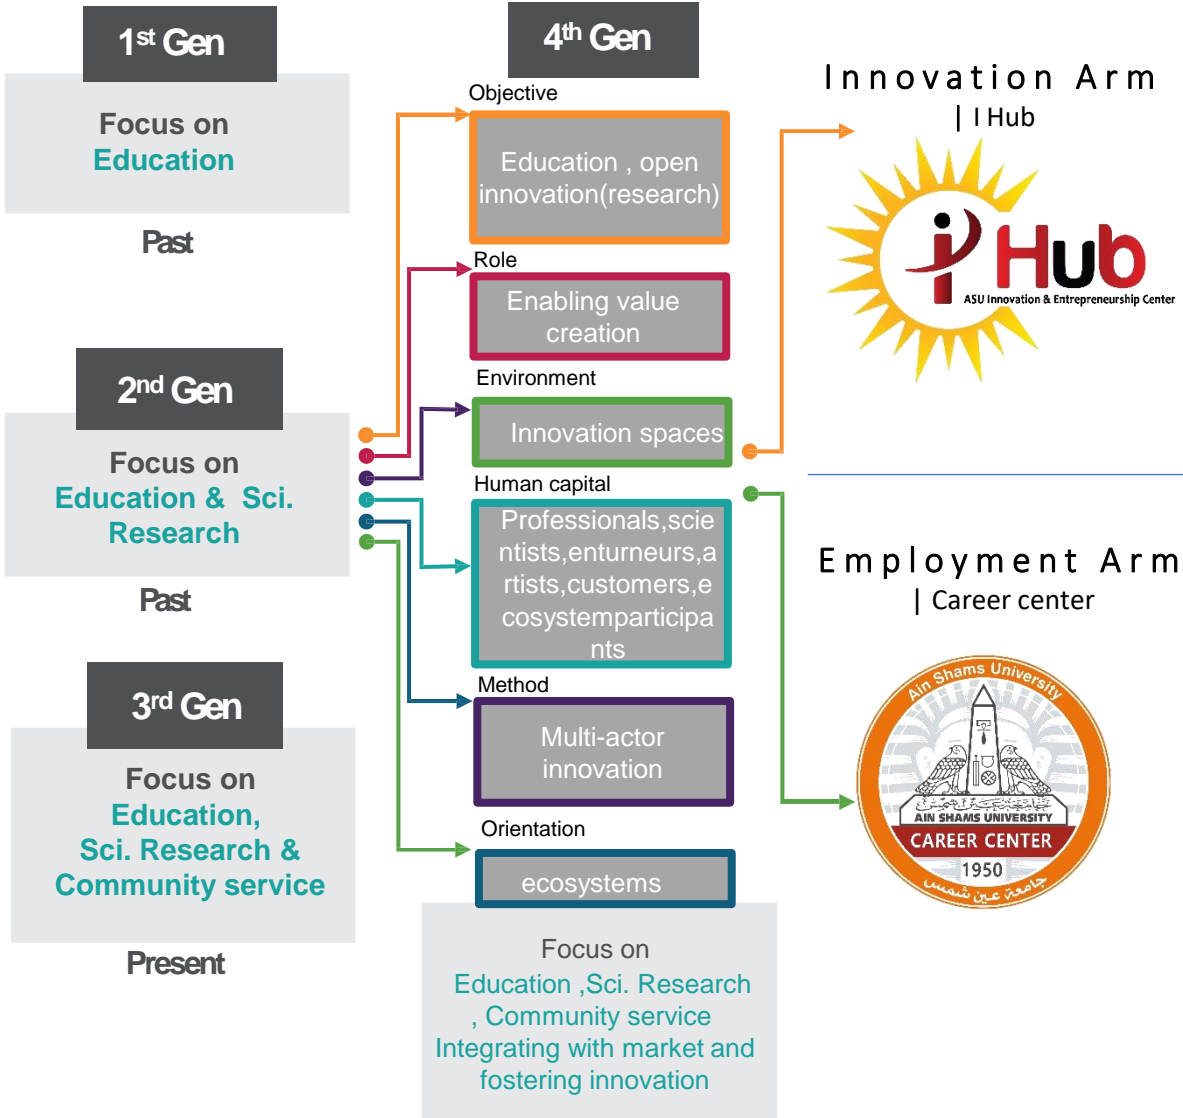 1st Gen
Focus on
Education
Past
2nd Gen
Focus on
Education & Sci.
Research
Past
3rd Gen
Focus on
Education,
Sci. Research &
Community service
Present
4th Gen
Objective
Education , open
innovation(research)
Role
Enabling value
creation
Environment
Innovation spaces
Human capital
Professionals,scie
ntists,enturneurs,a
rtists,customers,e
cosystemparticipa
nts
Method
Multi-actor
innovation
Orientation
ecosystems
Focus on
Education ,Sci. Research
, Community service
Integrating with market and
fostering innovation
Innovation Arm
| I Hub
i Hub
ASU Innovation & Entrepreneurship Center
Employment Arm
| Career center
Ain Shams University
جامعة عين شمس
AIN SHAMS UNIVERSITY
CAREER CENTER
1950
جامعة عين شمس